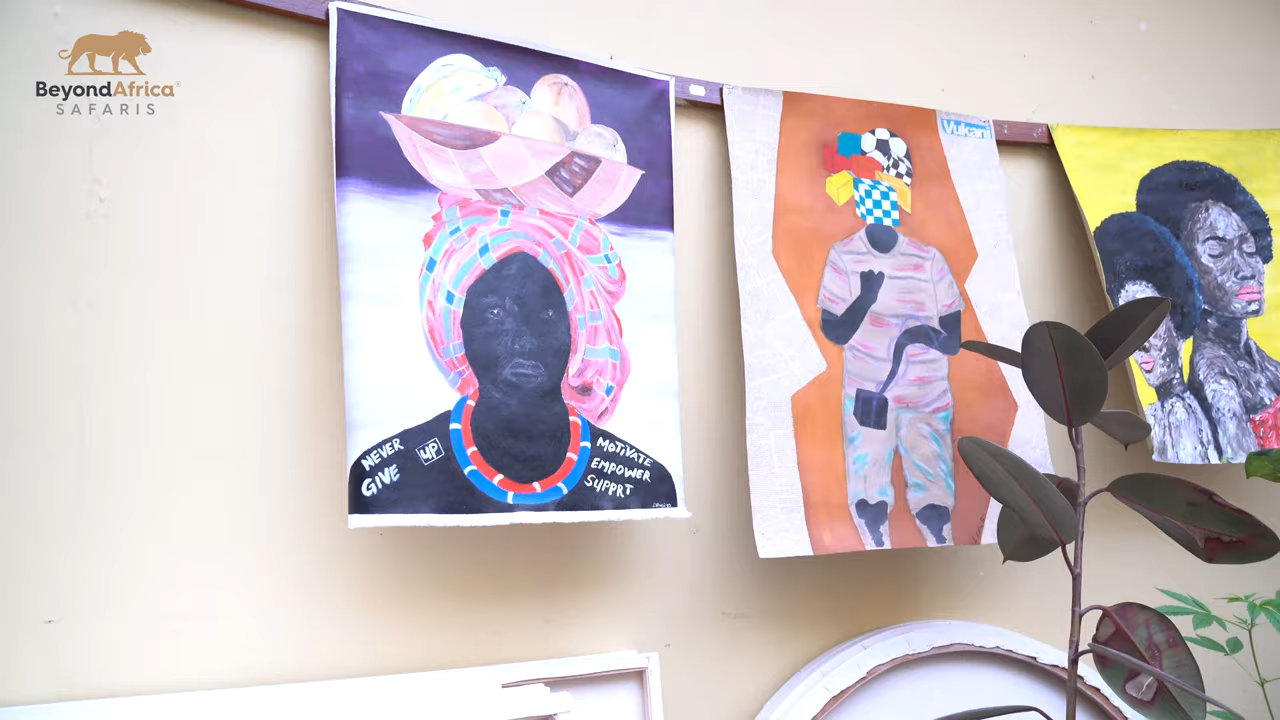 BeyondAfrica®
SAFARIS
Vukani
NEVER
GIVE
UP
MOTIVATE
EMPOWER
SUPPRT